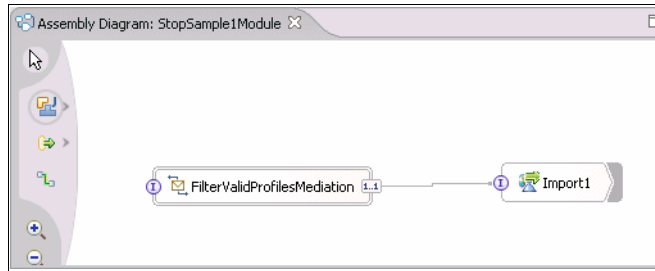 Assembly Diagram: StopSample1Module
I FilterValidProfilesMediation 1..1
I Import1